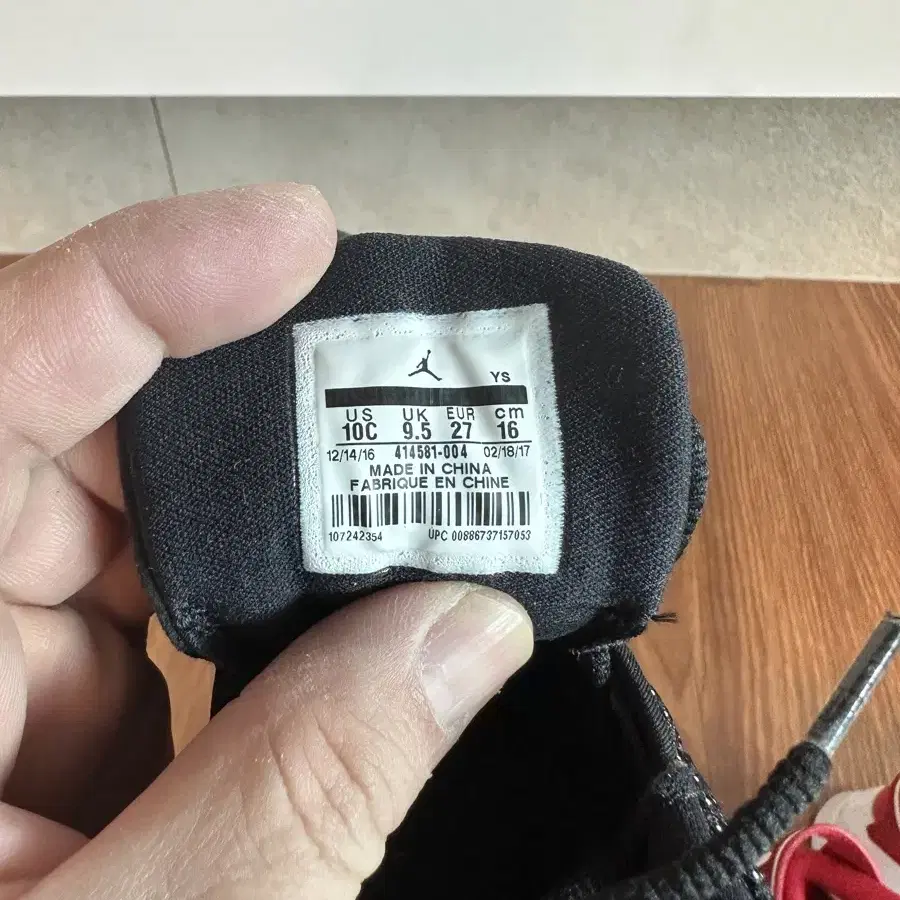 YS
US UK EUR cm
10C 9.5 27 16
12/14/16 414581-004 02/18/17
MADE IN CHINA
FABRIQUE EN CHINE
107242354 UPC 00886737157053